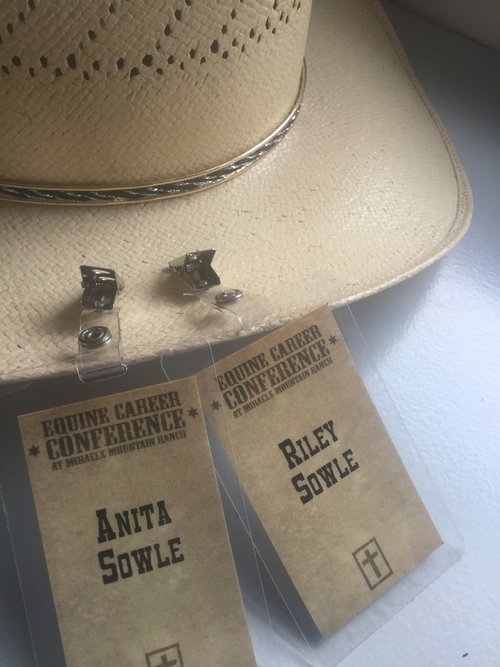 EQUINE CAREER
CONFERENCE
AT MIRACLE MOUNTAIN RANCH
ANITA
SOWLE
EQUINE CAREER
CONFERENCE
AT MIRACLE MOUNTAIN RANCH
RILEY
SOWLE